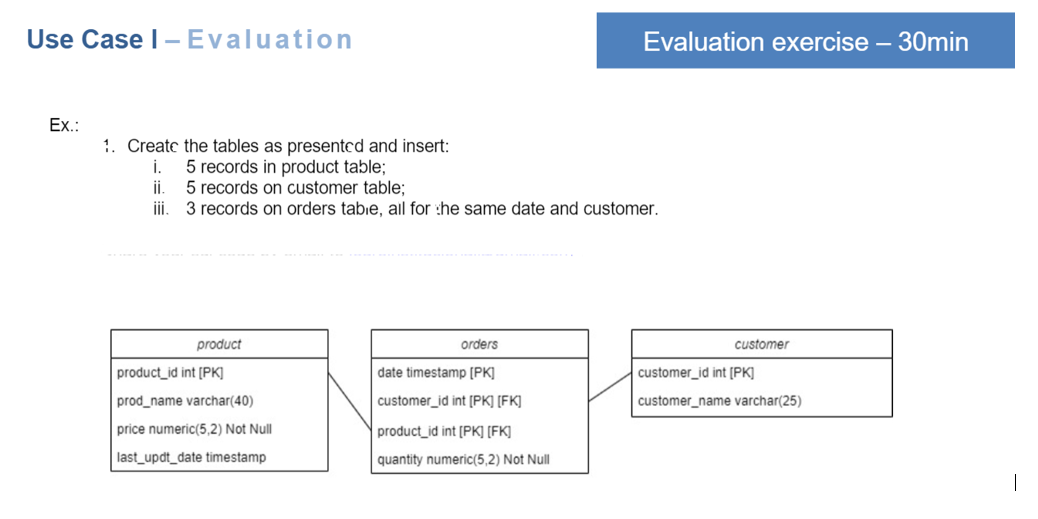 Use Case I – Evaluation
Evaluation exercise – 30min
Ex.:
1. Create the tables as presented and insert:
i. 5 records in product table;
ii. 5 records on customer table;
iii. 3 records on orders table, all for the same date and customer.
product
product_id int [PK]
prod_name varchar(40)
price numeric(5,2) Not Null
last_updt_date timestamp
orders
date timestamp [PK]
customer_id int [PK] [FK]
product_id int [PK] [FK]
quantity numeric(5,2) Not Null
customer
customer_id int [PK]
customer_name varchar(25)